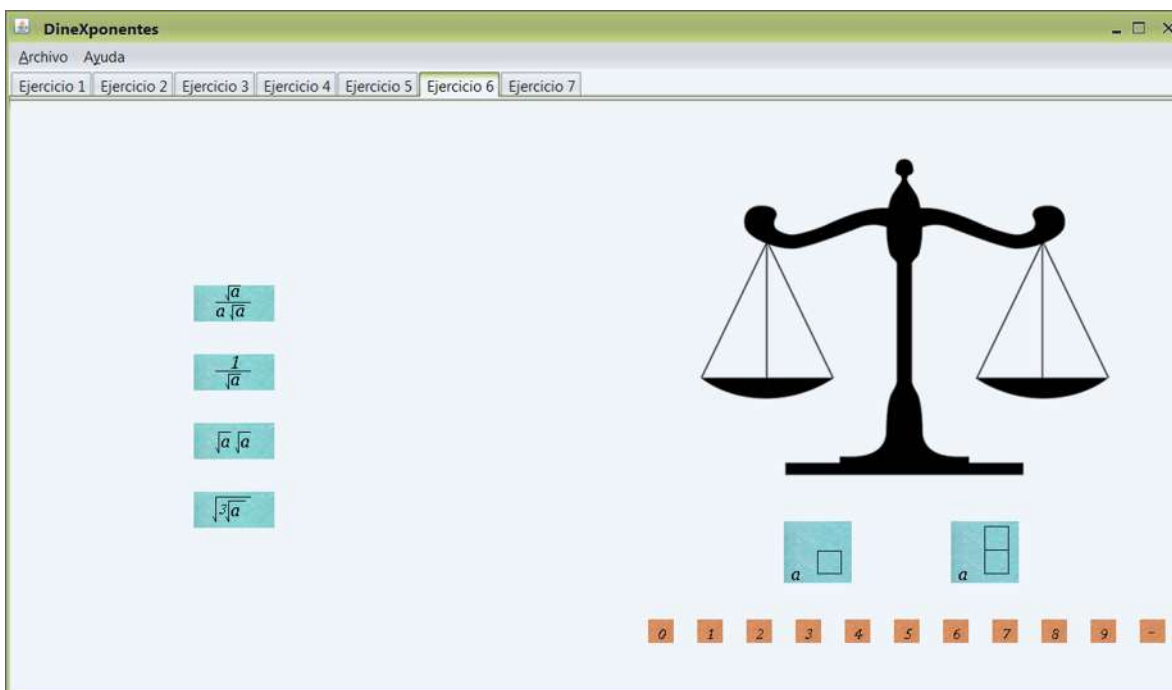 DineXponentes
Archivo Ayuda
Ejercicio 1 Ejercicio 2 Ejercicio 3 Ejercicio 4 Ejercicio 5 Ejercicio 6 Ejercicio 7
√a
a √a
1
√a
√a √a
√3√a
a a
0 1 2 3 4 5 6 7 8 9 -